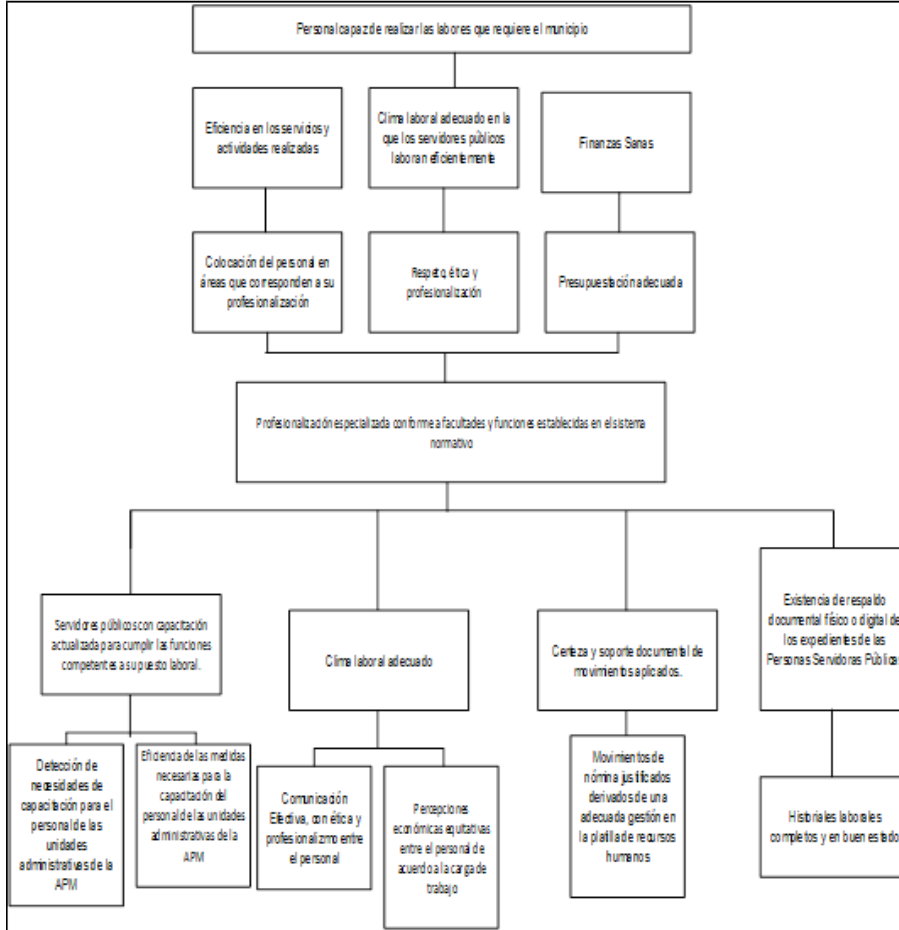 Personal capaz de realizar las labores que requiere el municipio
Eficiencia en los servicios y
actividades realizadas
Clima laboral adecuado en la
que los servidores públicos
laboran eficientemente
Finanzas Sanas
Colocación del personal en
áreas que corresponden a su
profesionalización
Respeto, ética y
profesionalización
Presupuestación adecuada
Profesionalización especializada conforme a facultades y funciones establecidas en el sistema
normativo
Servidores públicos con capacitación
actualizada para cumplir las funciones
competentes a su puesto laboral.
Clima laboral adecuado
Certeza y soporte documental de
movimientos aplicados.
Existencia de respaldo
documental físico o digital de
los expedientes de las
Personas Servidoras Públicas
Detección de
necesidades de
capacitación para el
personal de las
unidades
administrativas de la
APM
Eficiencia de las medidas
necesarias para la
capacitación del
personal de las unidades
administrativas de la
APM
Comunicación
Efectiva, con ética y
profesionalizmo entre
el personal
Percepciones
económicas equitativas
entre el personal de
acuerdo a la carga de
trabajo
Movimientos de
nómina justificados
derivados de una
adecuada gestión en
la platilla de recursos
humanos
Historiales laborales
completos y en buen estado